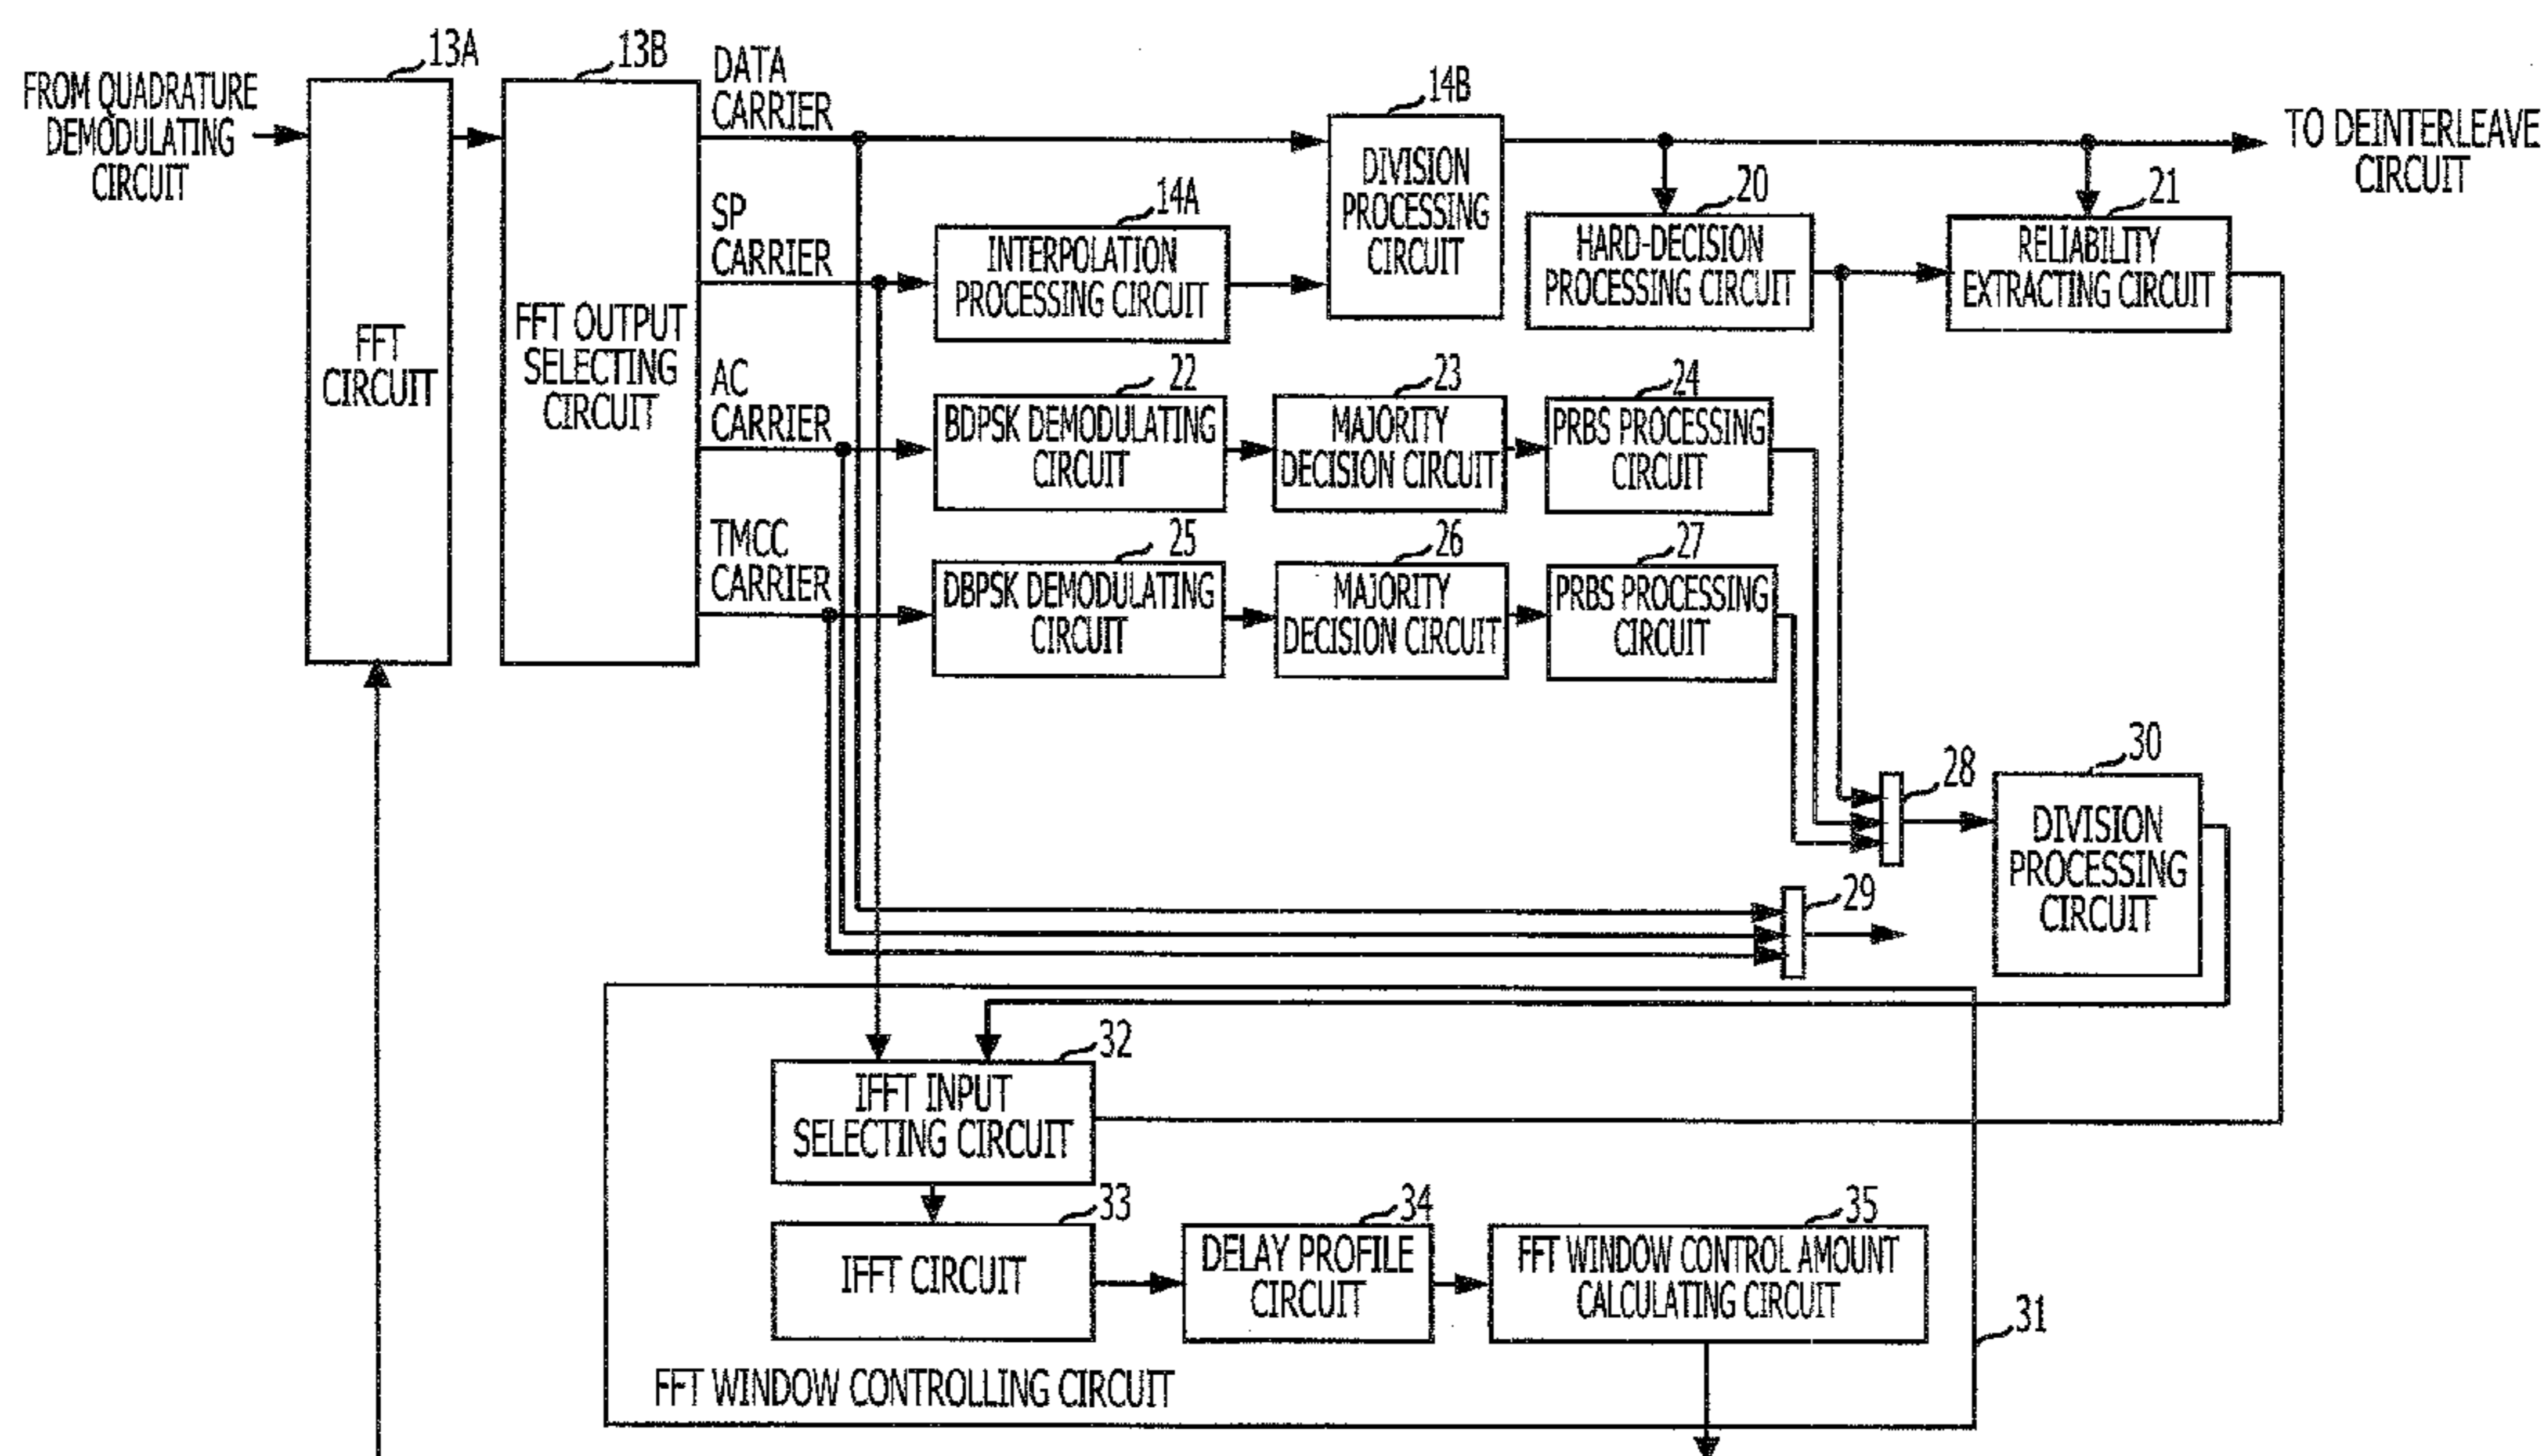 FROM QUADRATURE
DEMODULATING
CIRCUIT
13A
FFT
CIRCUIT
13B
FFT OUTPUT
SELECTING
CIRCUIT
DATA
CARRIER
SP
CARRIER
AC
CARRIER
TMCC
CARRIER
14A
INTERPOLATION
PROCESSING CIRCUIT
14B
DIVISION
PROCESSING
CIRCUIT
TO DEINTERLEAVE
CIRCUIT
20
HARD-DECISION
PROCESSING CIRCUIT
21
RELIABILITY
EXTRACTING CIRCUIT
22
BDPSK DEMODULATING
CIRCUIT
23
MAJORITY
DECISION CIRCUIT
24
PRBS PROCESSING
CIRCUIT
25
DBPSK DEMODULATING
CIRCUIT
26
MAJORITY
DECISION CIRCUIT
27
PRBS PROCESSING
CIRCUIT
28
29
30
DIVISION
PROCESSING
CIRCUIT
32
IFFT INPUT
SELECTING CIRCUIT
33
IFFT CIRCUIT
34
DELAY PROFILE
CIRCUIT
35
FFT WINDOW CONTROL AMOUNT
CALCULATING CIRCUIT
31
FFT WINDOW CONTROLLING CIRCUIT